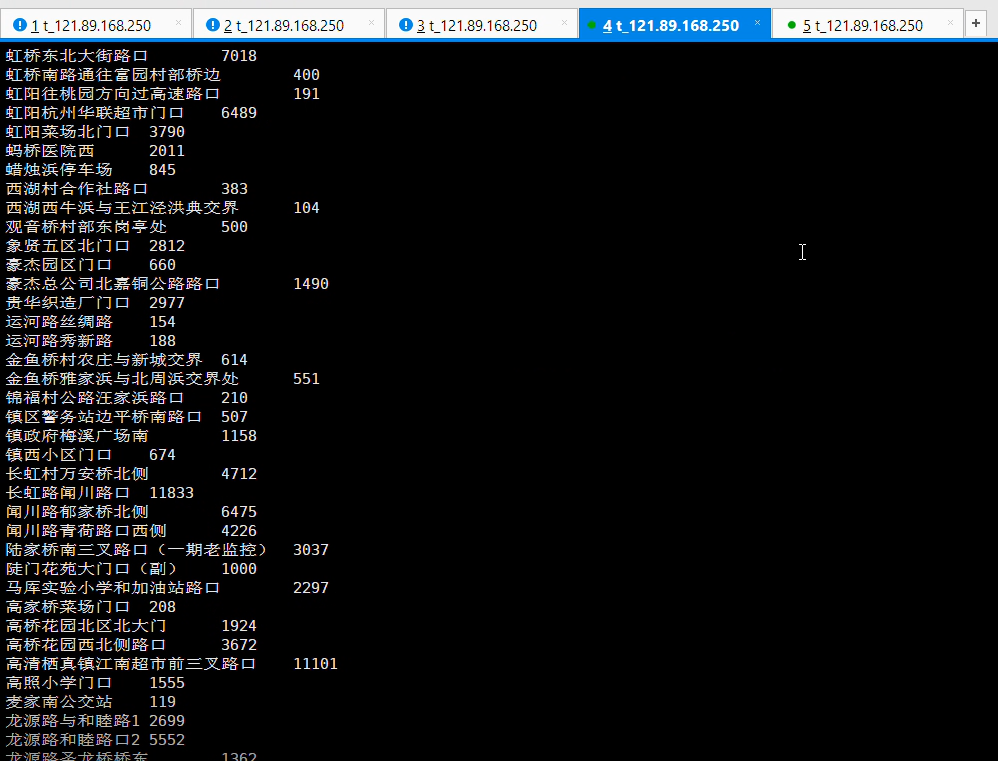 1 t_121.89.168.250 × 2 t_121.89.168.250 × 3 t_121.89.168.250 × 4 t_121.89.168.250 × 5 t_121.89.168.250 × +
虹桥东北大街路口 7018
虹桥南路通往富园村部桥边 400
虹阳往桃园方向过高速路口 191
虹阳杭州华联超市门口 6489
虹阳菜场北门口 3790
蚂桥医院西 2011
蜡烛浜停车场 845
西湖村合作社路口 383
西湖西牛浜与王江泾洪典交界 104
观音桥村部东岗亭处 500
象贤五区北门口 2812
豪杰园区门口 660
豪杰总公司北嘉铜公路路口 1490
贵华织造厂门口 2977
运河路丝绸路 154
运河路秀新路 188
金鱼桥村农庄与新城交界 614
金鱼桥雅家浜与北周浜交界处 551
锦福村公路汪家浜路口 210
镇区警务站边平桥南路口 507
镇政府梅溪广场南 1158
镇西小区门口 674
长虹村万安桥北侧 4712
长虹路闻川路口 11833
闻川路郁家桥北侧 6475
闻川路青荷路口西侧 4226
陆家桥南三叉路口（一期老监控） 3037
陡门花苑大门口（副） 1000
马厍实验小学和加油站路口 2297
高家桥菜场门口 208
高桥花园北区北大门 1924
高桥花园西北侧路口 3672
高清栖真镇江南超市前三叉路口 11101
高照小学门口 1555
麦家南公交站 119
龙源路与和睦路1 2699
龙源路和睦路口2 5552
龙源路圣龙桥桥东 1362